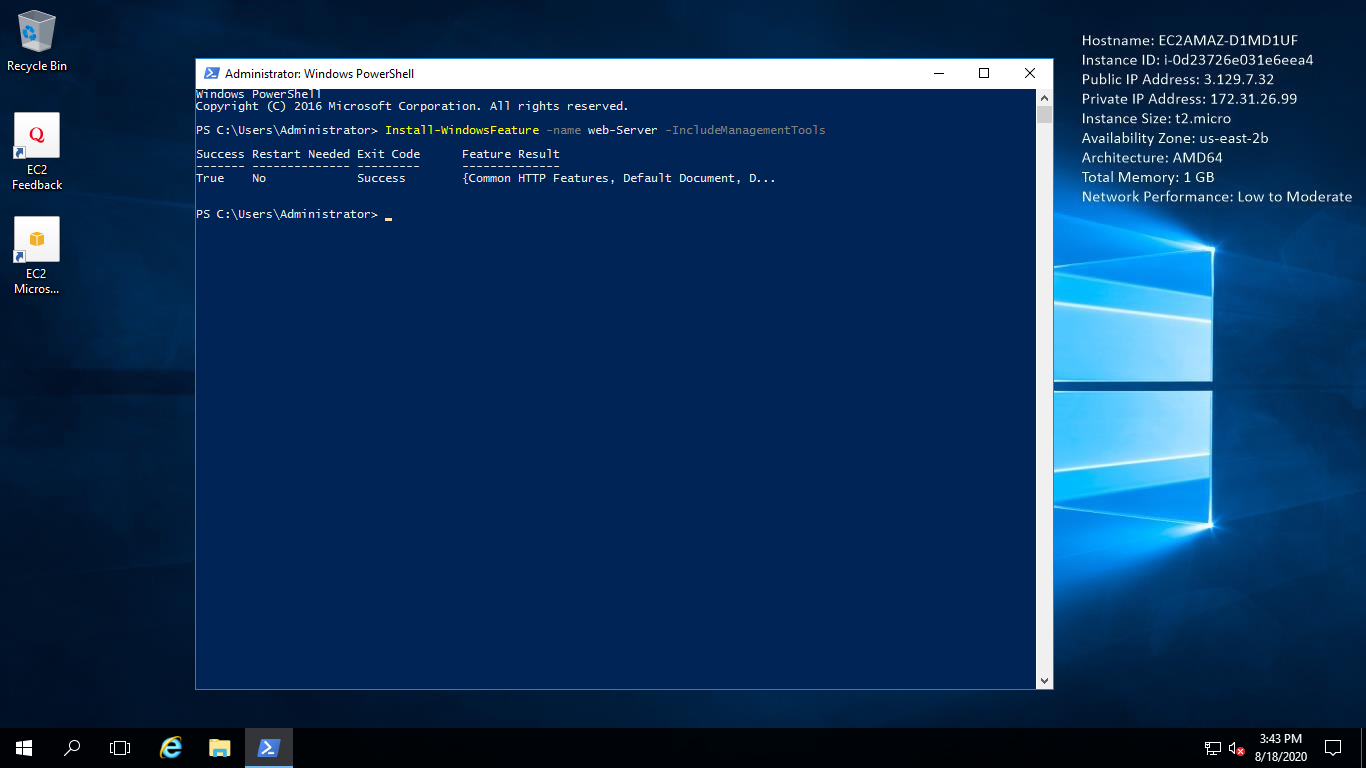 Recycle Bin
EC2
Feedback
EC2
Micros...
Administrator: Windows PowerShell
Windows PowerShell
Copyright (C) 2016 Microsoft Corporation. All rights reserved.
PS C:\Users\Administrator> Install-WindowsFeature -name web-Server -IncludeManagementTools
Success Restart Needed Exit Code      Feature Result
------- -------------- ---------      --------------
True    No             Success        {Common HTTP Features, Default Document, D...
PS C:\Users\Administrator>
Hostname: EC2AMAZ-D1MD1UF
Instance ID: i-0d23726e031e6eea4
Public IP Address: 3.129.7.32
Private IP Address: 172.31.26.99
Instance Size: t2.micro
Availability Zone: us-east-2b
Architecture: AMD64
Total Memory: 1 GB
Network Performance: Low to Moderate
3:43 PM
8/18/2020